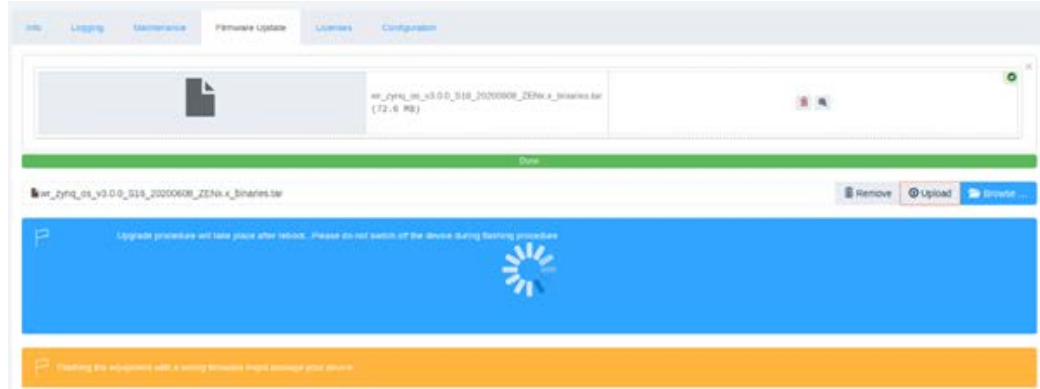 Info Logging Maintenance Firmware Update Licenses Configuration
wr_zynq_os_v3.0.0_S16_20200608_ZENx.x_binaries.tar
(72.6 MB)
Done
wr_zynq_os_v3.0.0_S16_20200608_ZENx.x_binaries.tar Remove Upload Browse ...
Upgrade procedure will take place after reboot...Please do not switch off the device during flashing procedure
Flashing the equipment with a wrong firmware might damage your device